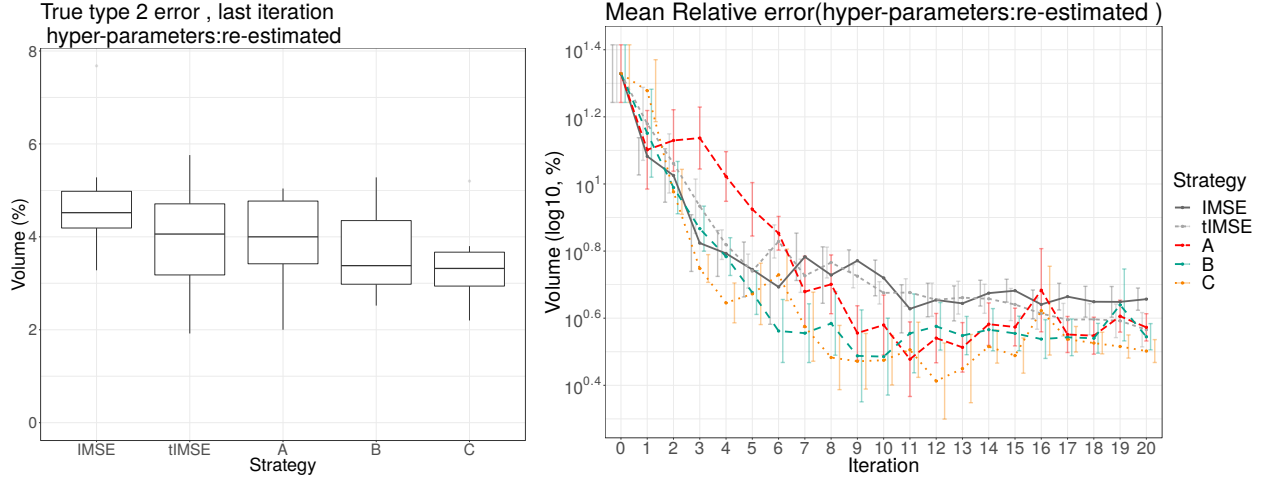 True type 2 error , last iteration
hyper-parameters:re-estimated
Volume (%)
8
6
4
2
0
IMSE tIMSE A B C
Strategy
Mean Relative error(hyper-parameters:re-estimated )
Volume (log10, %)
10^1.4
10^1.2
10^1
10^0.8
10^0.6
10^0.4
0 1 2 3 4 5 6 7 8 9 10 11 12 13 14 15 16 17 18 19 20
Iteration
Strategy
IMSE
tIMSE
A
B
C